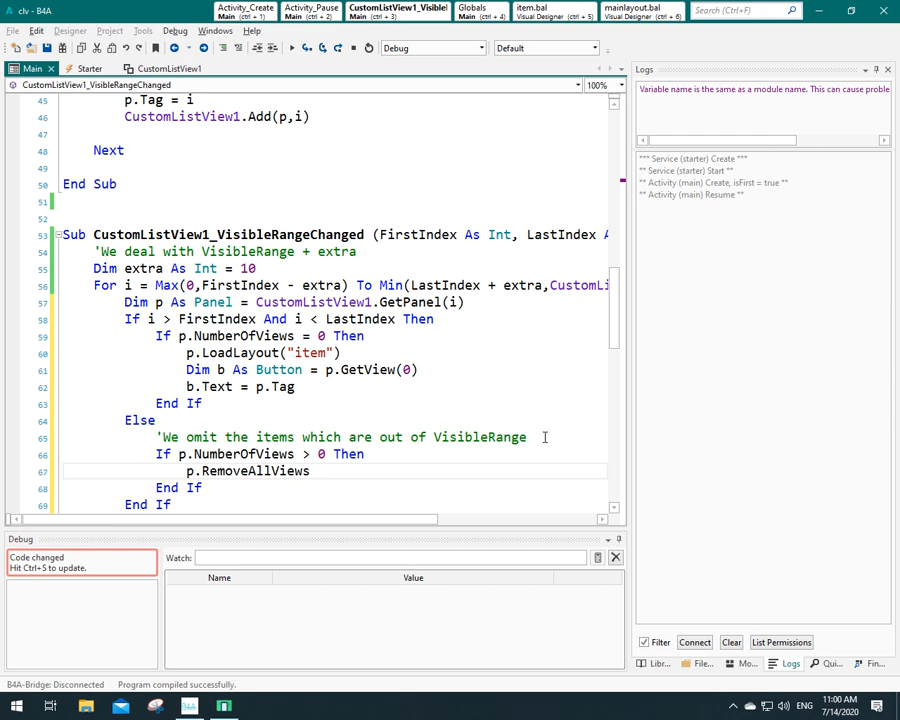 clv - B4A
Activity_Create
Main (ctrl + 1)
Activity_Pause
Main (ctrl + 2)
CustomListView1_Visiblel
Main (ctrl + 3)
Globals
Main (ctrl + 4)
item.bal
Visual Designer (ctrl + 5)
mainlayout.bal
Visual Designer (ctrl + 6)
Search (Ctrl+F)
File Edit Designer Project Tools Debug Windows Help
Debug
Default
Main
Starter
CustomListView1
CustomListView1_VisibleRangeChanged
100%
45 p.Tag = i
46 CustomListView1.Add(p,i)
47
48 Next
49
50 End Sub
51
52
53 Sub CustomListView1_VisibleRangeChanged (FirstIndex As Int, LastIndex A
54 'We deal with VisibleRange + extra
55 Dim extra As Int = 10
56 For i = Max(0,FirstIndex - extra) To Min(LastIndex + extra,CustomLi
57 Dim p As Panel = CustomListView1.GetPanel(i)
58 If i > FirstIndex And i < LastIndex Then
59 If p.NumberOfViews = 0 Then
60 p.LoadLayout("item")
61 Dim b As Button = p.GetView(0)
62 b.Text = p.Tag
63 End If
64 Else
65 'We omit the items which are out of VisibleRange
66 If p.NumberOfViews > 0 Then
67 p.RemoveAllViews
68 End If
69 End If
Logs
Variable name is the same as a module name. This can cause proble
*** Service (starter) Create ***
** Service (starter) Start **
** Activity (main) Create, isFirst = true **
** Activity (main) Resume **
Debug
Code changed
Hit Ctrl+S to update.
Watch:
Name
Value
Filter
Connect
Clear
List Permissions
Libr...
File...
Mo...
Logs
Qui...
Fin...
B4A-Bridge: Disconnected Program compiled successfully.
B4A
ENG
11:00 AM
7/14/2020